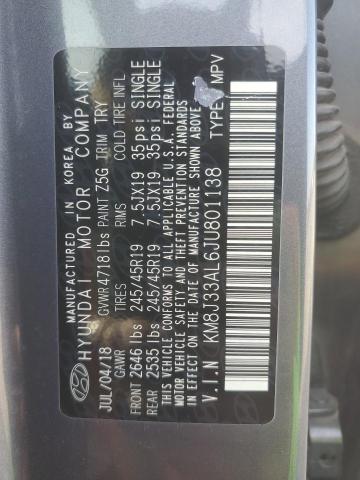 MANUFACTURED IN KOREA BY
HYUNDAI MOTOR COMPANY
JUL/04/18 GVWR 4718lbs PAINT Z5G TRIM TRY
GAWR TIRES RIMS COLD TIRE INFL.
FRONT 2646 lbs 245/45R19 7.5JX19 35psi SINGLE
REAR 2535 lbs 245/45R19 7.5JX19 35psi SINGLE
THIS VEHICLE CONFORMS TO ALL APPLICABLE U.S.A. FEDERAL
MOTOR VEHICLE SAFETY, BUMPER, AND THEFT PREVENTION STANDARDS
IN EFFECT ON THE DATE OF MANUFACTURE SHOWN ABOVE
V.I.N KM8J33AL6JU801138 TYPE MPV